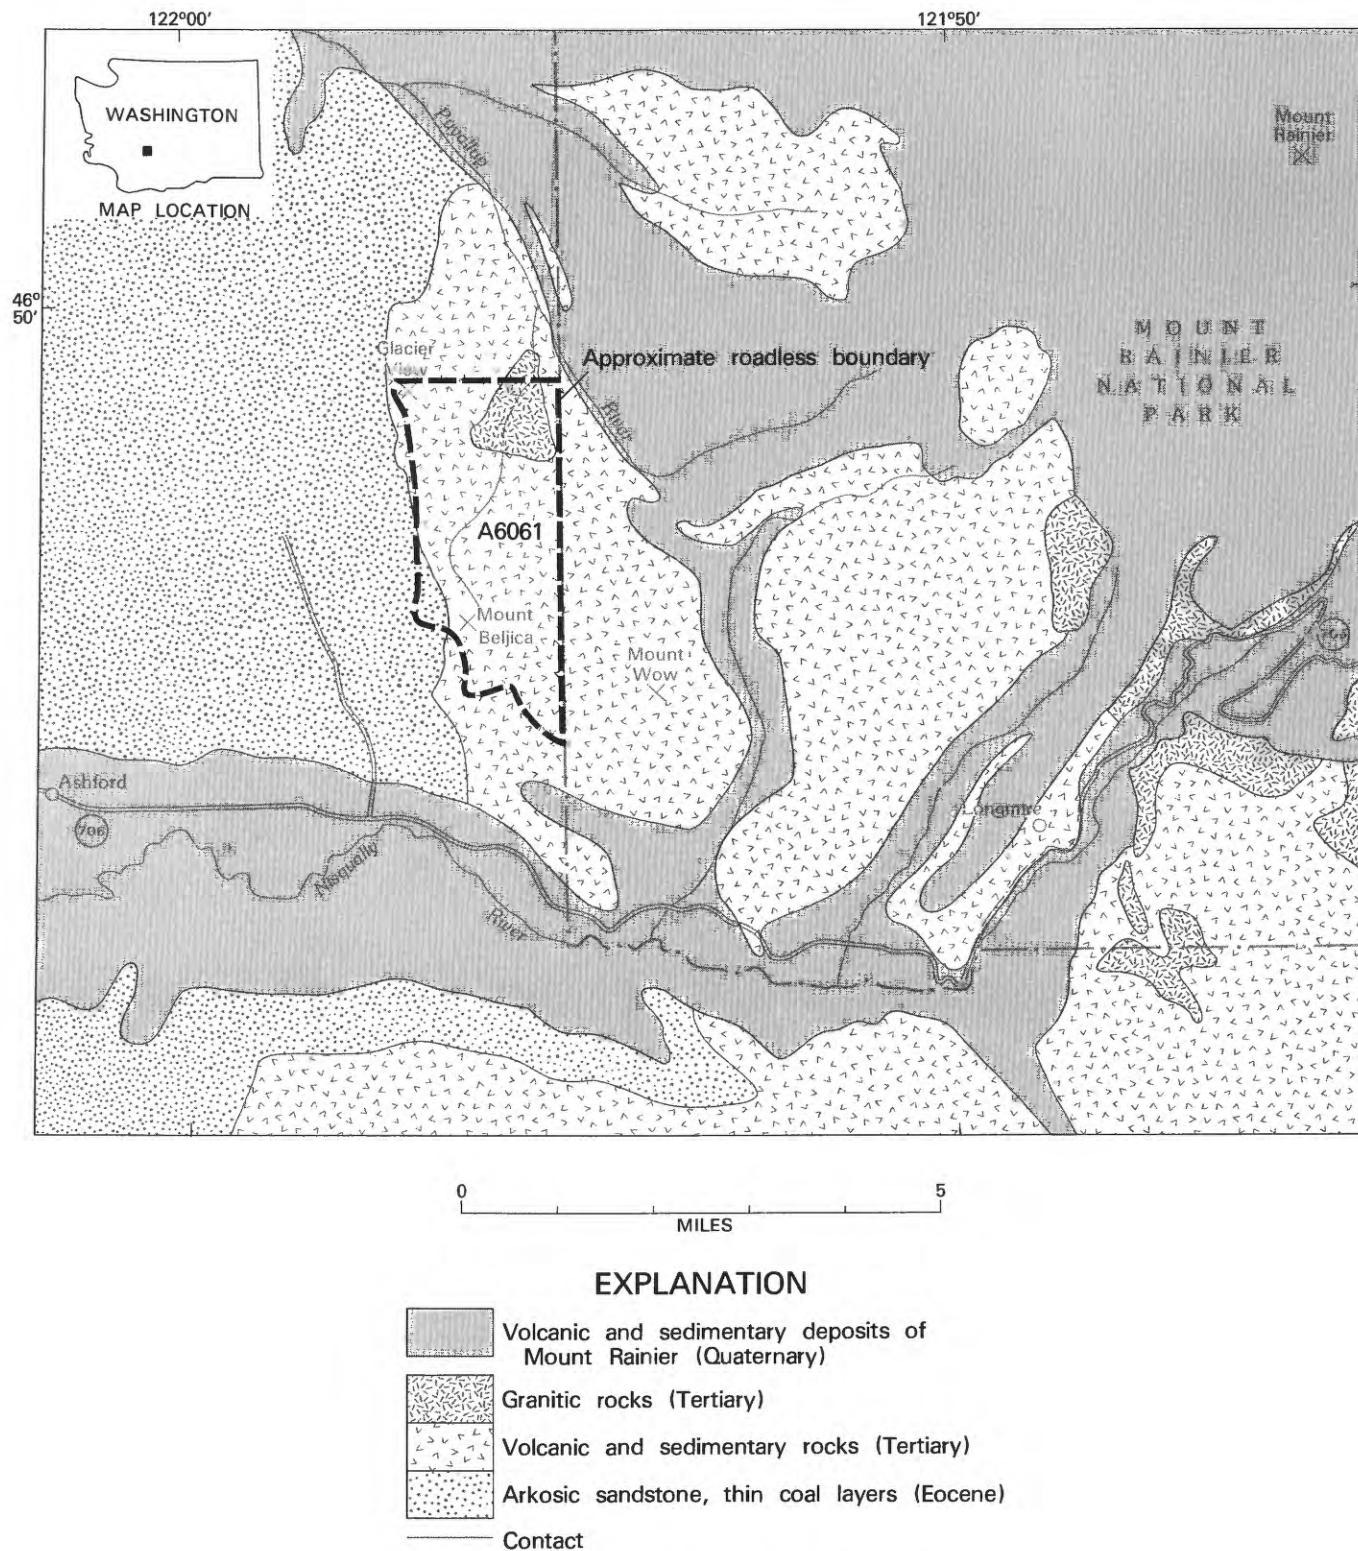 122°00'
121°50'
WASHINGTON
MAP LOCATION
Puyallup
Mount
Rainier
46°
50'
MOUNT
RAINIER
NATIONAL
PARK
Glacier
View
Approximate roadless boundary
River
A6061
Mount
Beljica
Mount
Wow
706
Ashford
706
Longmire
Nisqually
River
0 5
MILES
EXPLANATION
Volcanic and sedimentary deposits of
Mount Rainier (Quaternary)
Granitic rocks (Tertiary)
Volcanic and sedimentary rocks (Tertiary)
Arkosic sandstone, thin coal layers (Eocene)
Contact